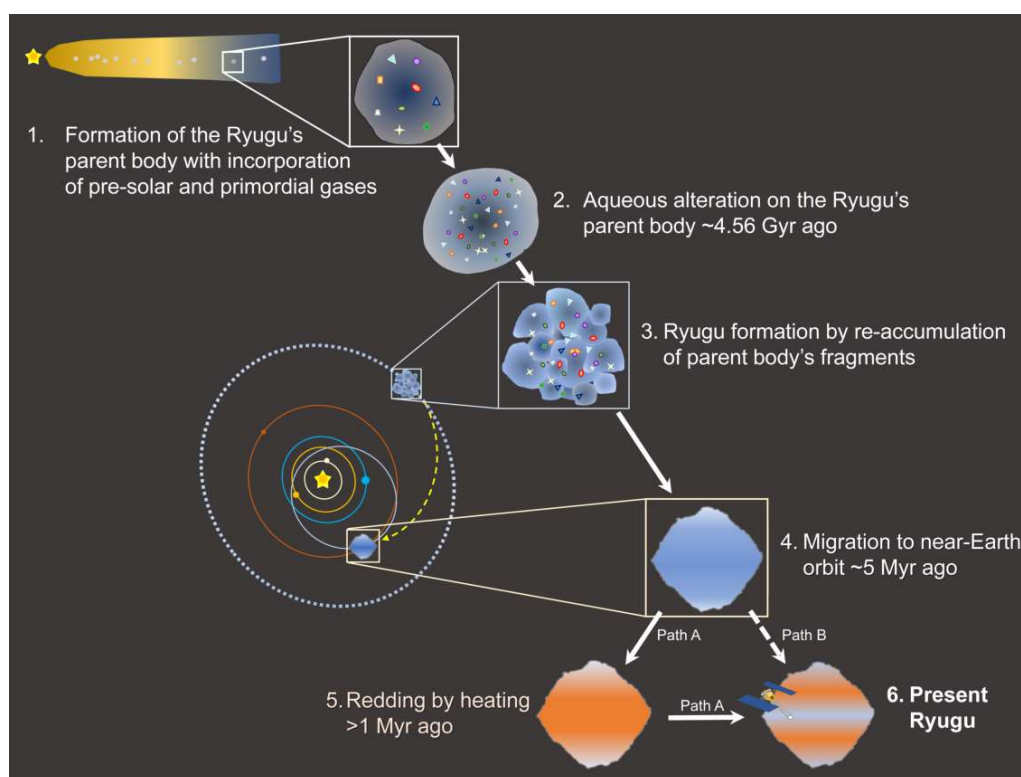 1. Formation of the Ryugu's
parent body with incorporation
of pre-solar and primordial gases
2. Aqueous alteration on the Ryugu's
parent body ~4.56 Gyr ago
3. Ryugu formation by re-accumulation
of parent body's fragments
4. Migration to near-Earth
orbit ~5 Myr ago
Path A
Path B
5. Redding by heating
>1 Myr ago
Path A
6. Present
Ryugu